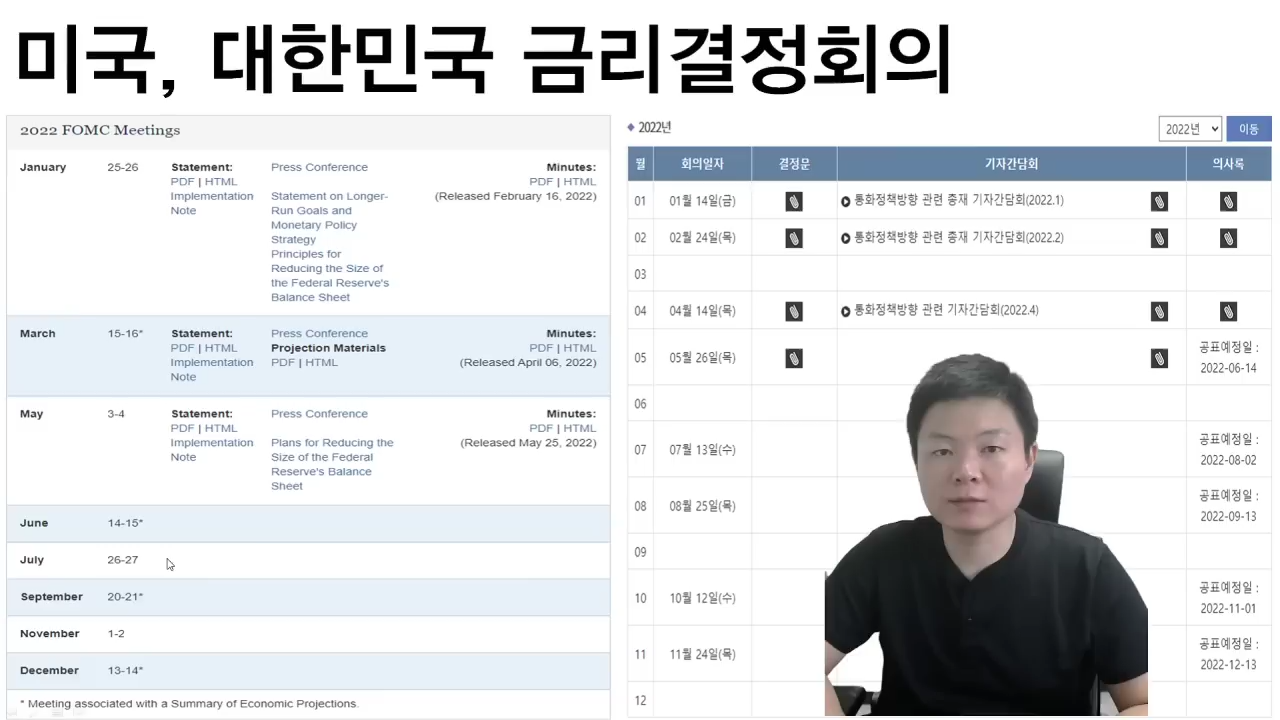 미국, 대한민국 금리결정회의
2022 FOMC Meetings
January 25-26 Statement: Press Conference Minutes:
PDF | HTML PDF | HTML
Implementation Statement on Longer- (Released February 16, 2022)
Note Run Goals and
Monetary Policy
Strategy
Principles for
Reducing the Size of
the Federal Reserve's
Balance Sheet
March 15-16* Statement: Press Conference Minutes:
PDF | HTML Projection Materials PDF | HTML
Implementation PDF | HTML (Released April 06, 2022)
Note
May 3-4 Statement: Press Conference Minutes:
PDF | HTML PDF | HTML
Implementation Plans for Reducing the (Released May 25, 2022)
Note Size of the Federal
Reserve's Balance
Sheet
June 14-15*
July 26-27
September 20-21*
November 1-2
December 13-14*
* Meeting associated with a Summary of Economic Projections.
2022년 2022년 이동
월 회의일자 결정문 기자간담회 의사록
01 01월 14일(금) 통화정책방향 관련 총재 기자간담회(2022.1)
02 02월 24일(목) 통화정책방향 관련 총재 기자간담회(2022.2)
03
04 04월 14일(목) 통화정책방향 관련 기자간담회(2022.4)
05 05월 26일(목) 공표예정일 :
2022-06-14
06
07 07월 13일(수) 공표예정일 :
2022-08-02
08 08월 25일(목) 공표예정일 :
2022-09-13
09
10 10월 12일(수) 공표예정일 :
2022-11-01
11 11월 24일(목) 공표예정일 :
2022-12-13
12